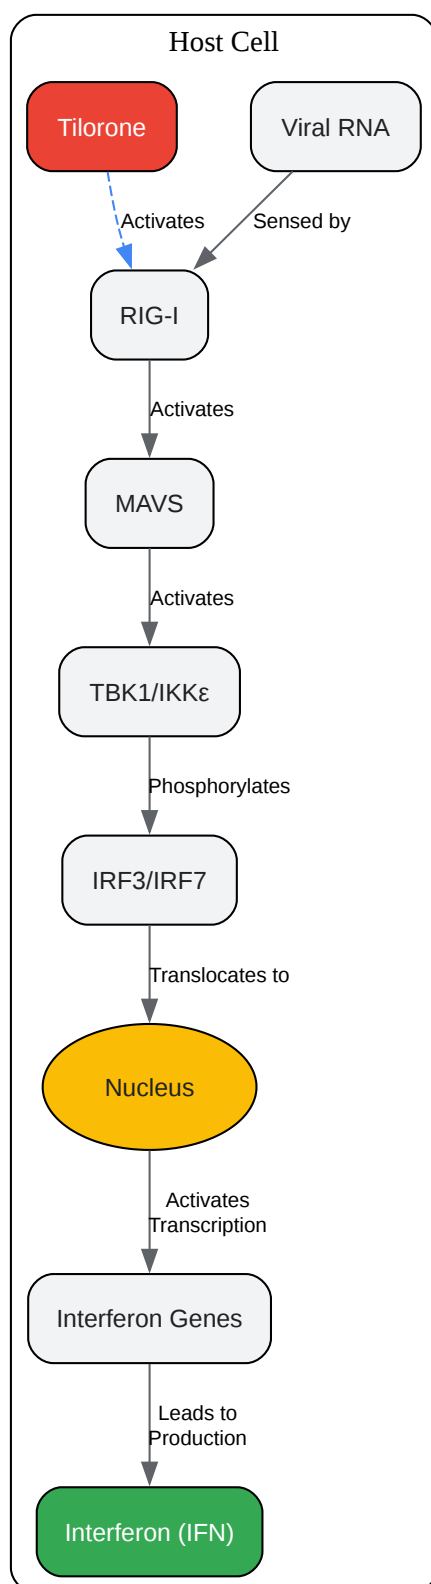 Host Cell
Tilorone
Viral RNA
Activates
Sensed by
RIG-I
Activates
MAVS
Activates
TBK1/IKKε
Phosphorylates
IRF3/IRF7
Translocates to
Nucleus
Activates
Transcription
Interferon Genes
Leads to
Production
Interferon (IFN)